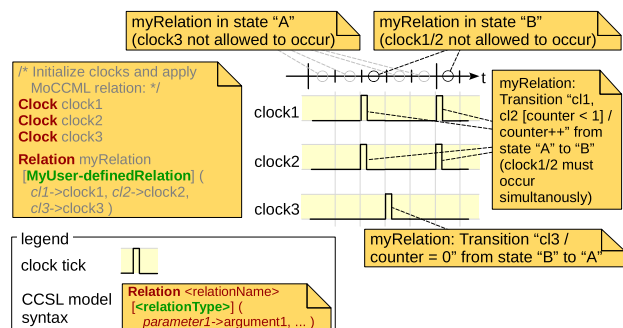 myRelation in state “A”
(clock3 not allowed to occur)
myRelation in state “B”
(clock1/2 not allowed to occur)
/* Initialize clocks and apply
MoCCML relation: */
Clock clock1
Clock clock2
Clock clock3
Relation myRelation
[MyUser-definedRelation] (
cl1->clock1, cl2->clock2,
cl3->clock3 )
t
clock1
clock2
clock3
myRelation:
Transition “cl1,
cl2 [counter < 1] /
counter++” from
state “A” to “B”
(clock1/2 must
occur
simultanously)
myRelation: Transition “cl3 /
counter = 0” from state “B” to “A”
legend
clock tick
CCSL model
syntax
Relation <relationName>
[<relationType>] (
parameter1->argument1, ... )